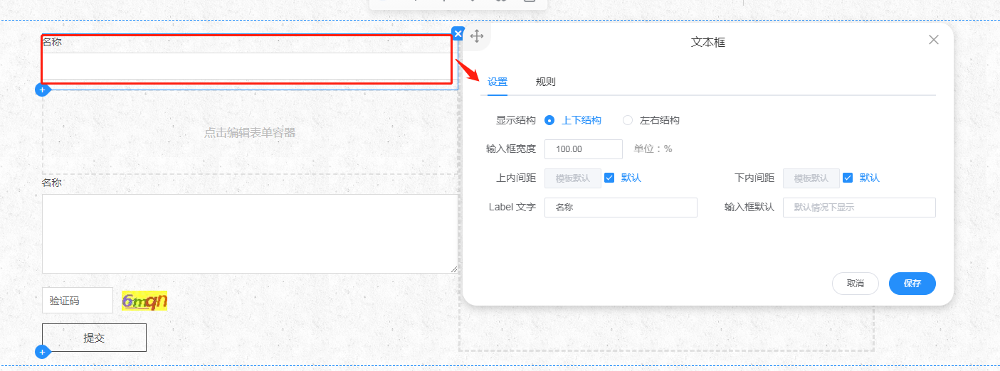 名称
点击编辑表单容器
名称
验证码
6mqn
提交
文本框
设置 规则
显示结构 上下结构 左右结构
输入框宽度 100.00 单位：%
上内间距 模板默认 默认 下内间距 模板默认 默认
Label 文字 名称 输入框默认 默认情况下显示
取消 保存